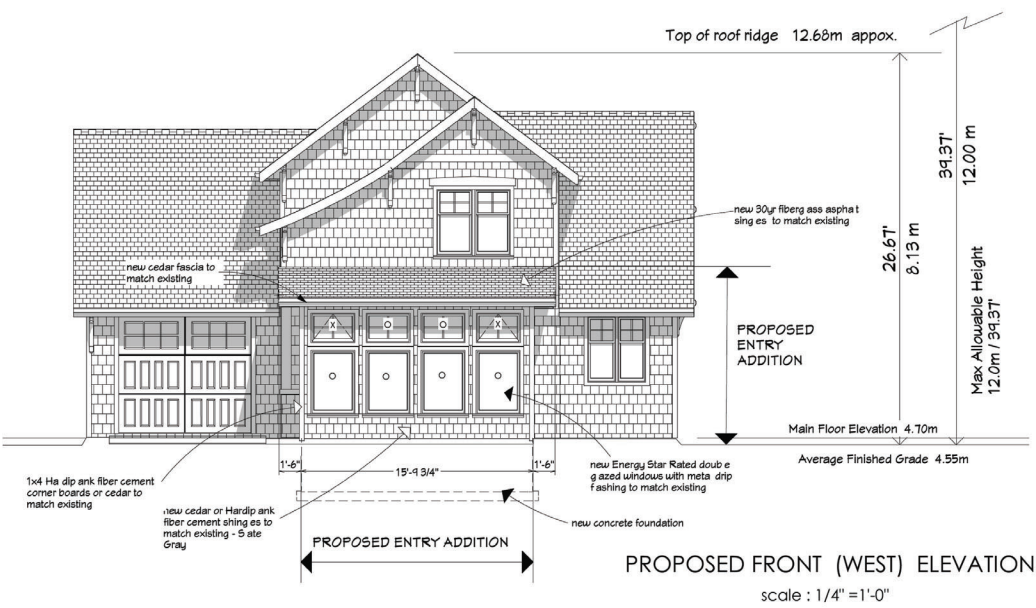 Top of roof ridge 12.68m appox.
39.37'
12.00 m
new 30yr fiberg ass aspha t
sing es to match existing
26.67'
8.13 m
new cedar fascia to
match existing
Max Allowable Height
12.0m / 39.37'
X O O X
PROPOSED
ENTRY
ADDITION
O O O O
Main Floor Elevation 4.70m
Average Finished Grade 4.55m
1'-6" 15'-9 3/4" 1'-6"
1x4 Ha dip ank fiber cement
corner boards or cedar to
match existing
new Energy Star Rated doub e
g azed windows with meta drip
f ashing to match existing
new cedar or Hardip ank
fiber cement shing es to
match existing - S ate
Gray
new concrete foundation
PROPOSED ENTRY ADDITION
PROPOSED FRONT (WEST) ELEVATION
scale : 1/4" =1'-0"